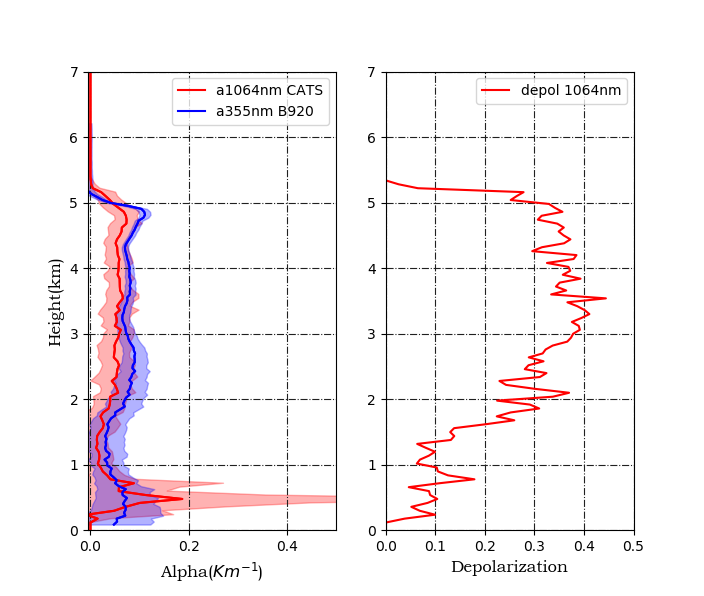 a1064nm CATS
a355nm B920
7
6
5
4
3
2
1
0
Height(km)
0.0 0.2 0.4
Alpha($Km^{-1}$)
depol 1064nm
7
6
5
4
3
2
1
0
0.0 0.1 0.2 0.3 0.4 0.5
Depolarization